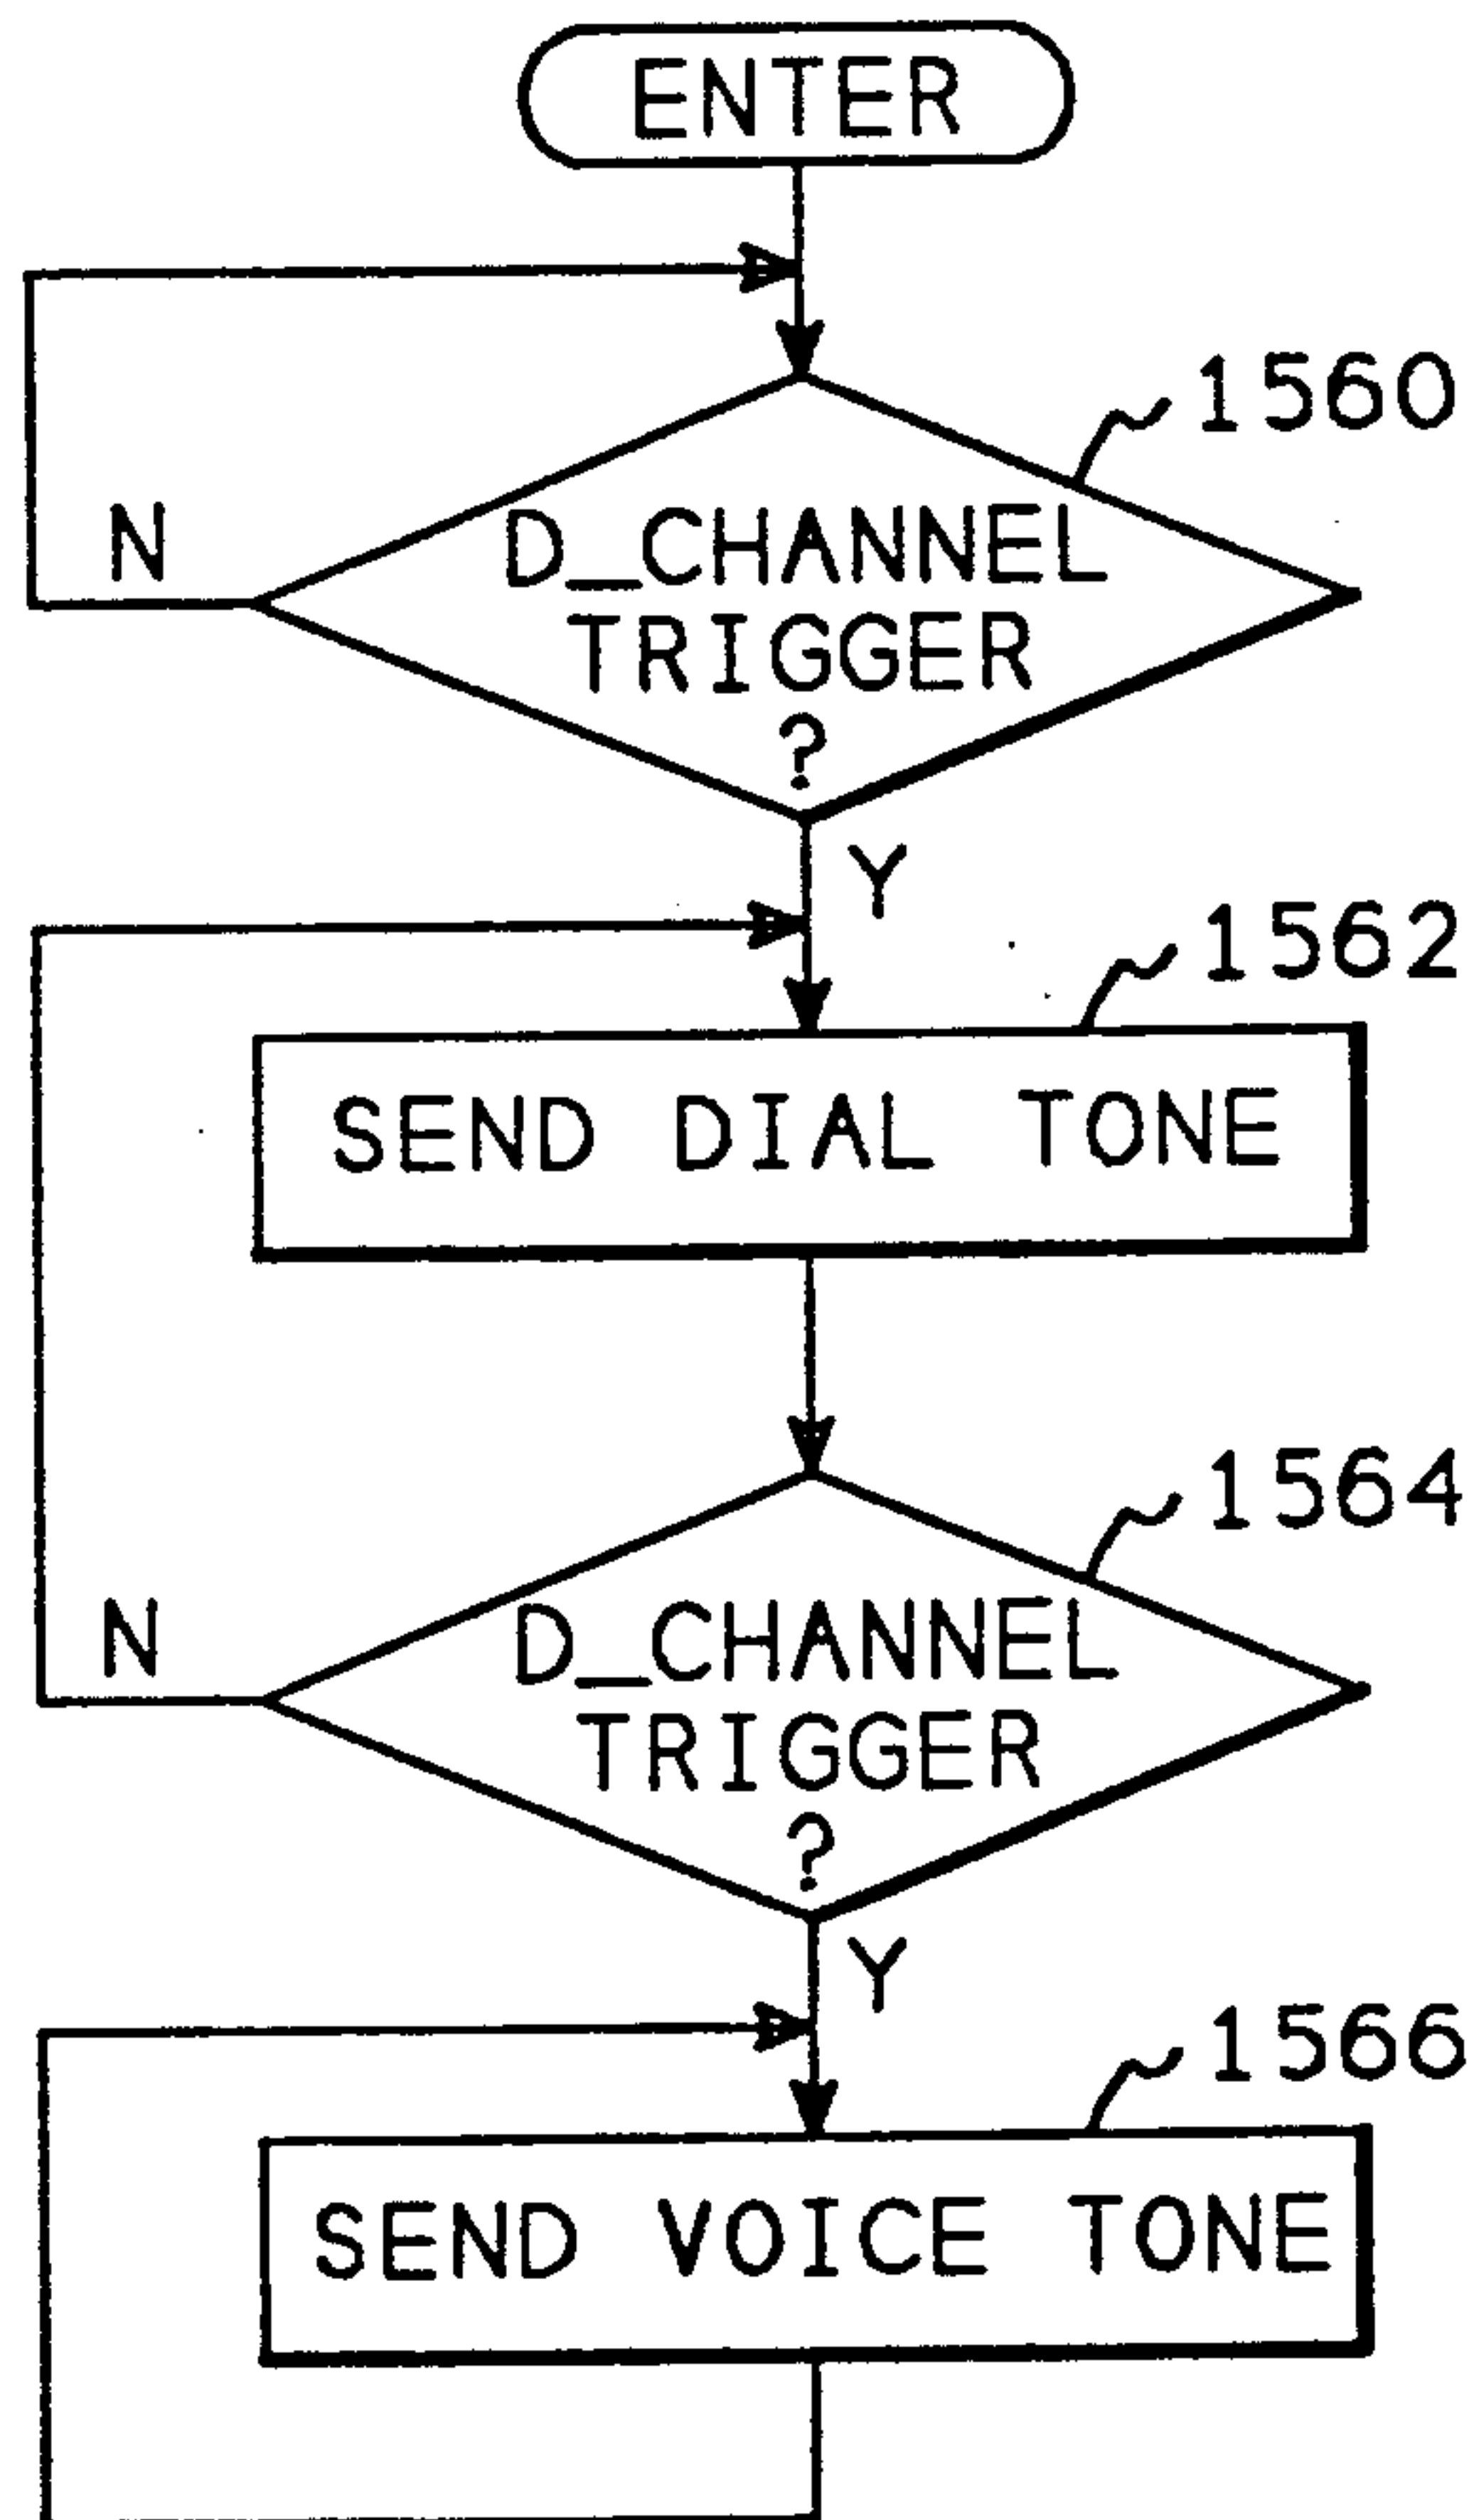 ENTER
1560
N
D_CHANNEL
TRIGGER
?
Y
1562
SEND DIAL TONE
1564
N
D_CHANNEL
TRIGGER
?
Y
1566
SEND VOICE TONE